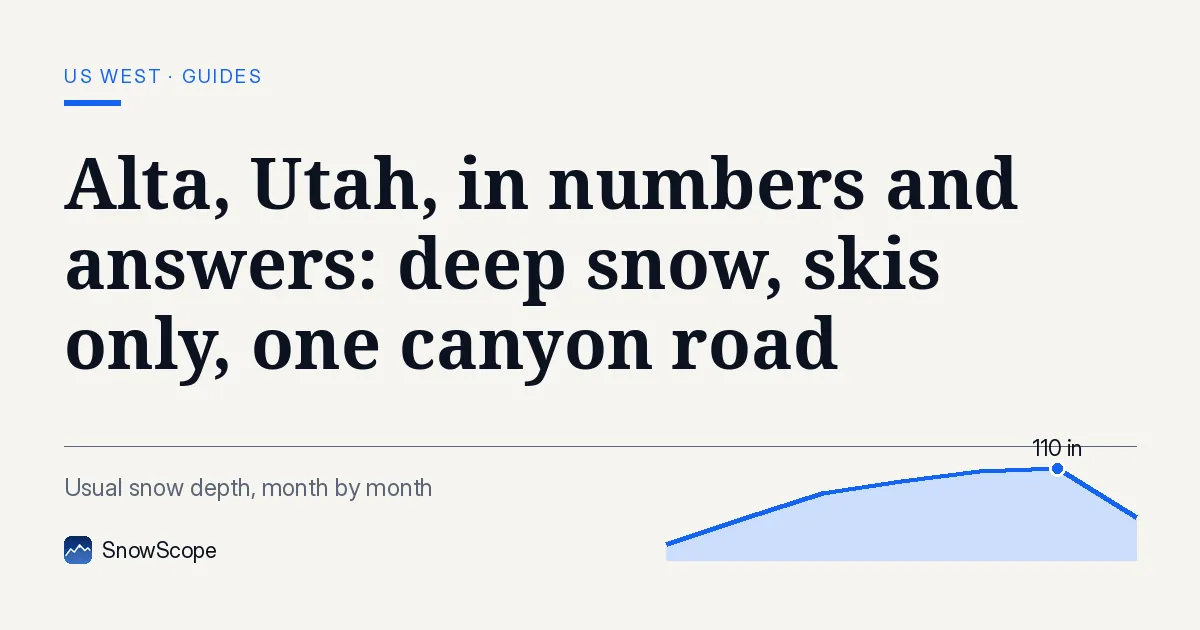 US WEST · GUIDES
Alta, Utah, in numbers and
answers: deep snow, skis
only, one canyon road
110 in
Usual snow depth, month by month
SnowScope